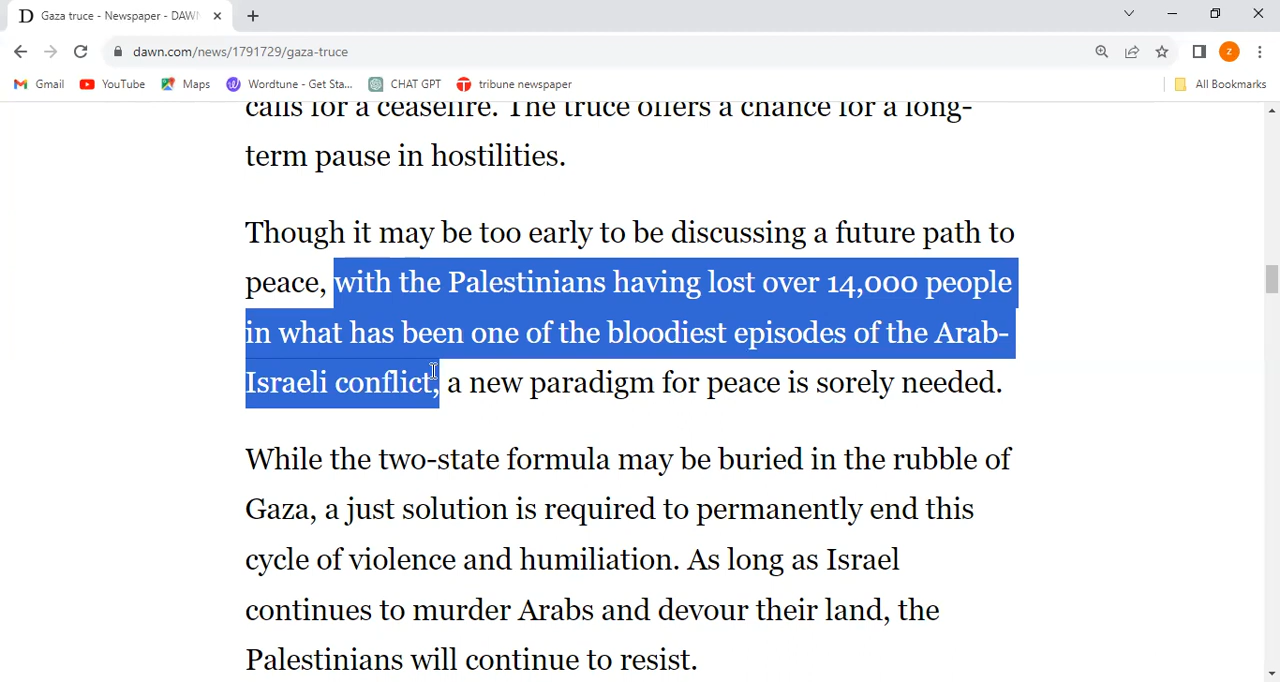 Gaza truce - Newspaper - DAWN
dawn.com/news/1791729/gaza-truce
Z
Gmail YouTube Maps Wordtune - Get Sta... CHAT GPT tribune newspaper All Bookmarks
calls for a ceasefire. The truce offers a chance for a long-
term pause in hostilities.
Though it may be too early to be discussing a future path to
peace, with the Palestinians having lost over 14,000 people
in what has been one of the bloodiest episodes of the Arab-
Israeli conflict, a new paradigm for peace is sorely needed.
While the two-state formula may be buried in the rubble of
Gaza, a just solution is required to permanently end this
cycle of violence and humiliation. As long as Israel
continues to murder Arabs and devour their land, the
Palestinians will continue to resist.